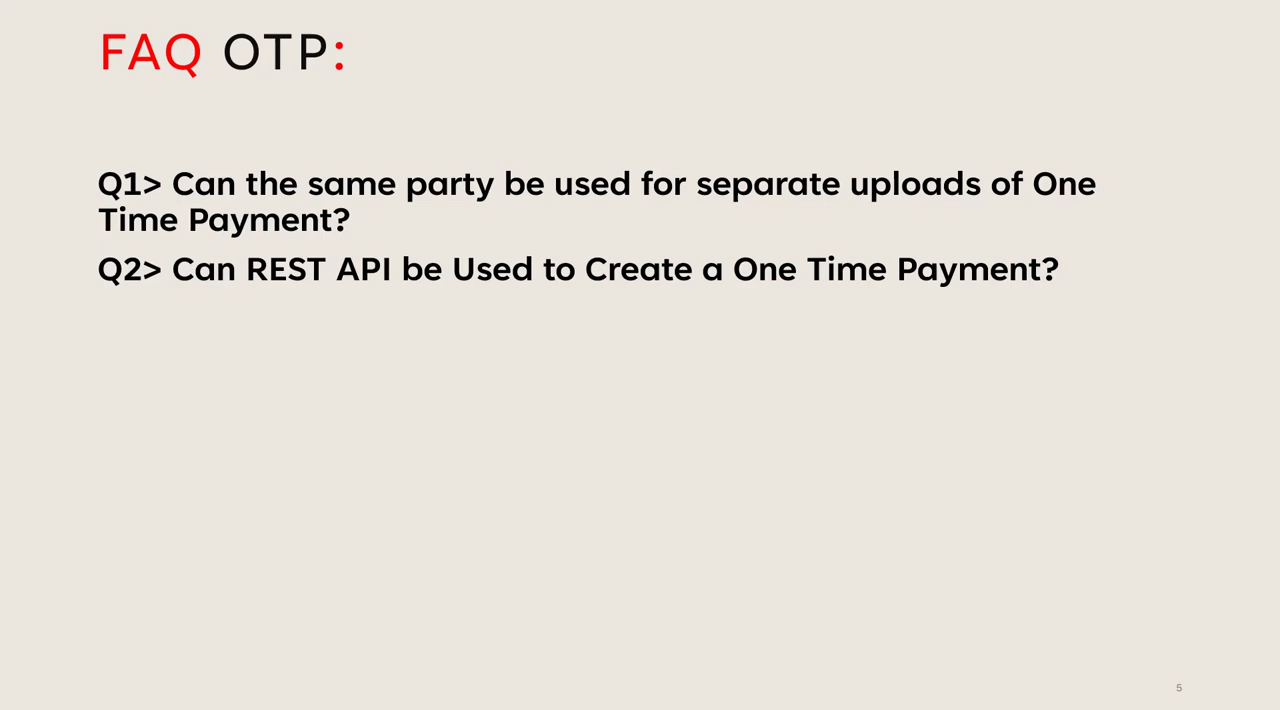 FAQ OTP:
Q1> Can the same party be used for separate uploads of One
Time Payment?
Q2> Can REST API be Used to Create a One Time Payment?
5